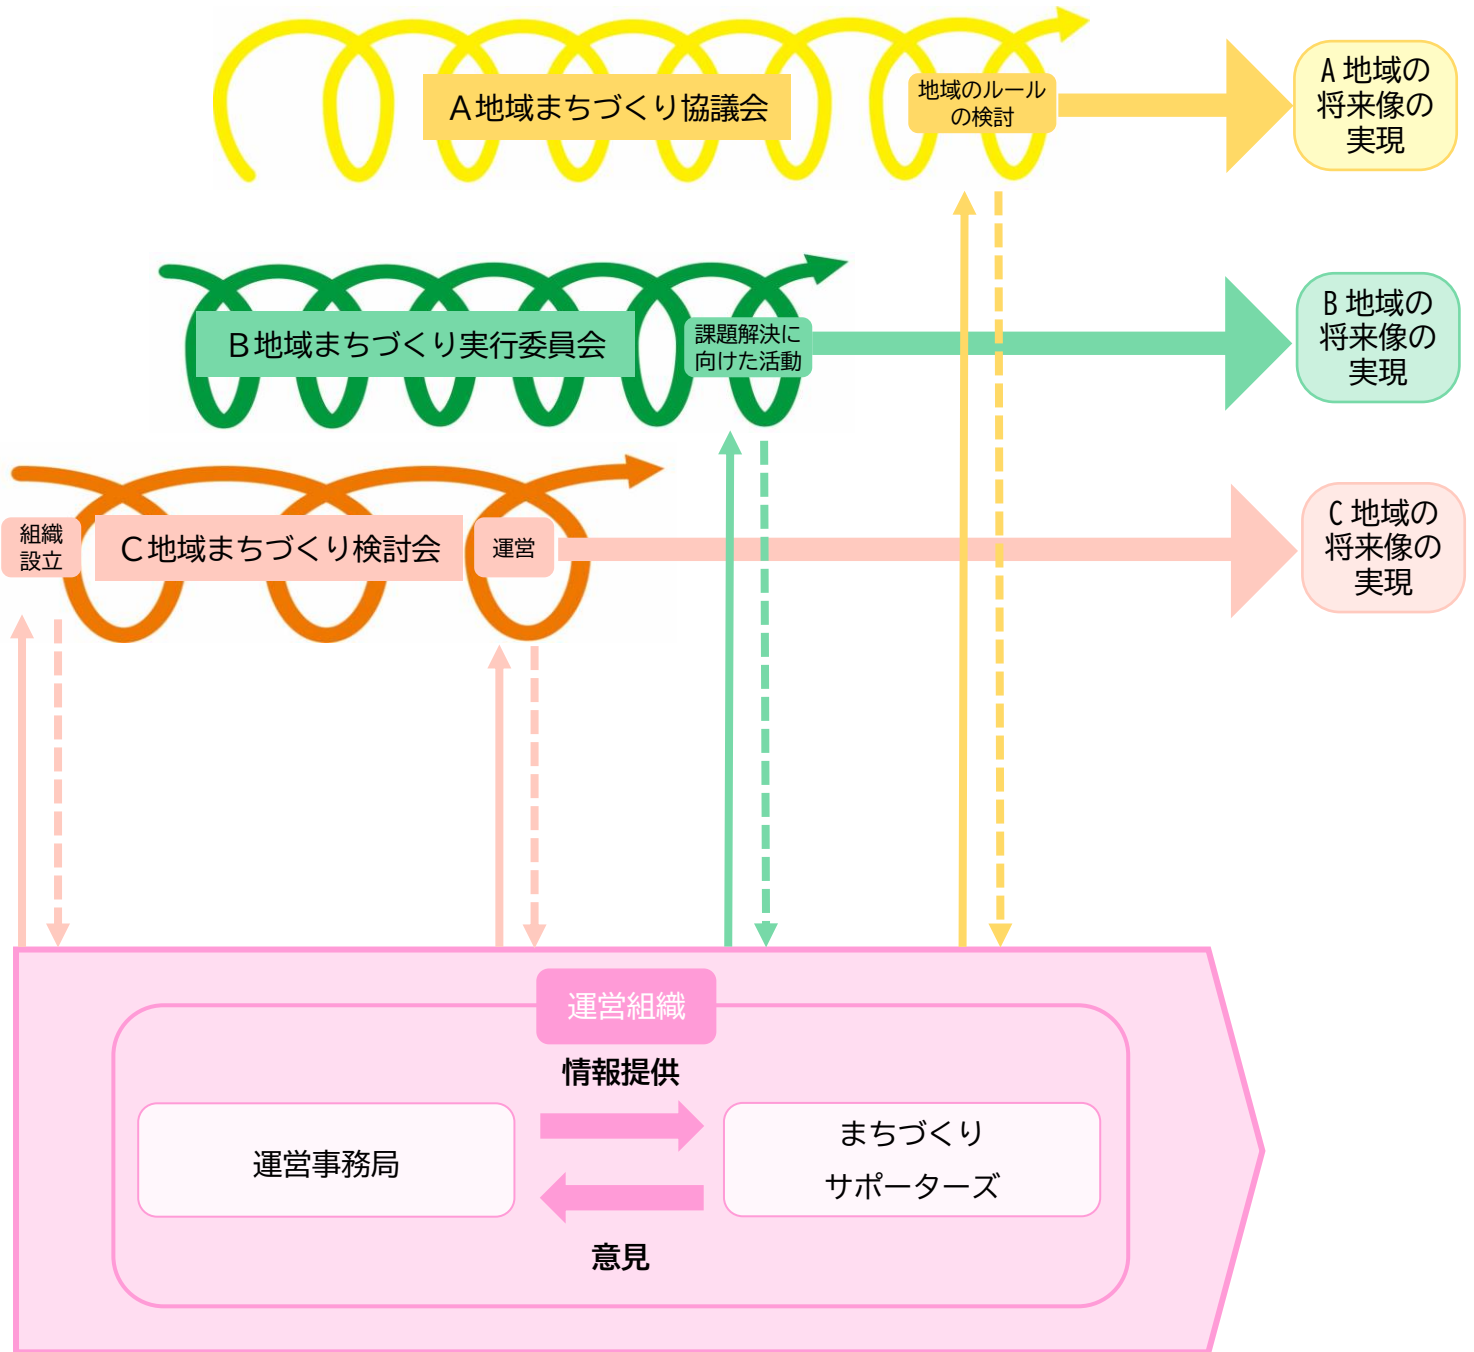 A地域まちづくり協議会
地域のルール
の検討
A地域の
将来像の
実現
B地域まちづくり実行委員会
課題解決に
向けた活動
B地域の
将来像の
実現
組織
設立
C地域まちづくり検討会
運営
C地域の
将来像の
実現
運営組織
情報提供
運営事務局
まちづくり
サポーターズ
意見